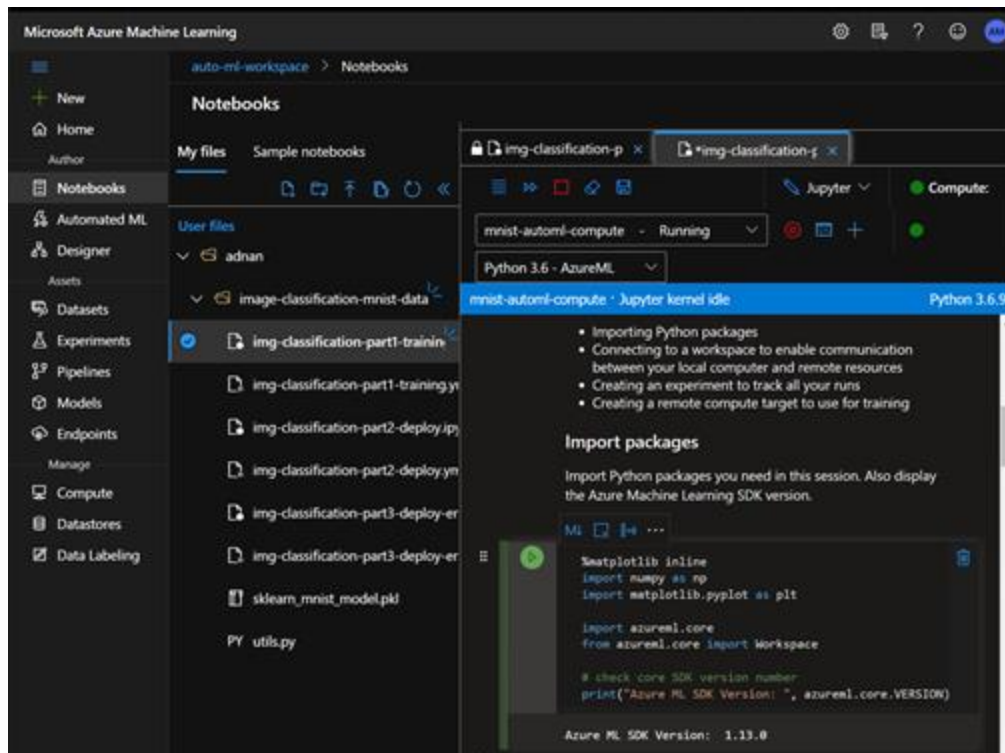 Microsoft Azure Machine Learning
?
auto-ml-workspace > Notebooks
New
Notebooks
Home
Author
My files Sample notebooks
img-classification-p ×
*img-classification-p ×
Notebooks
Jupyter
Compute:
Automated ML
User files
mnist-automl-compute - Running
Designer
adnan
Python 3.6 - AzureML
Assets
image-classification-mnist-data
mnist-automl-compute · Jupyter kernel idle Python 3.6.9
Datasets
Experiments
img-classification-part1-trainin
Pipelines
img-classification-part1-training.y
Models
img-classification-part2-deploy.ip
Endpoints
img-classification-part2-deploy.ym
Manage
img-classification-part3-deploy-er
Compute
img-classification-part3-deploy-er
Datastores
sklearn_mnist_model.pkl
Data Labeling
PY utils.py
• Importing Python packages
• Connecting to a workspace to enable communication
between your local computer and remote resources
• Creating an experiment to track all your runs
• Creating a remote compute target to use for training
Import packages
Import Python packages you need in this session. Also display
the Azure Machine Learning SDK version.
M↓
%matplotlib inline
import numpy as np
import matplotlib.pyplot as plt
import azureml.core
from azureml.core import Workspace
# check core SDK version number
print("Azure ML SDK Version: ", azureml.core.VERSION)
Azure ML SDK Version: 1.13.0